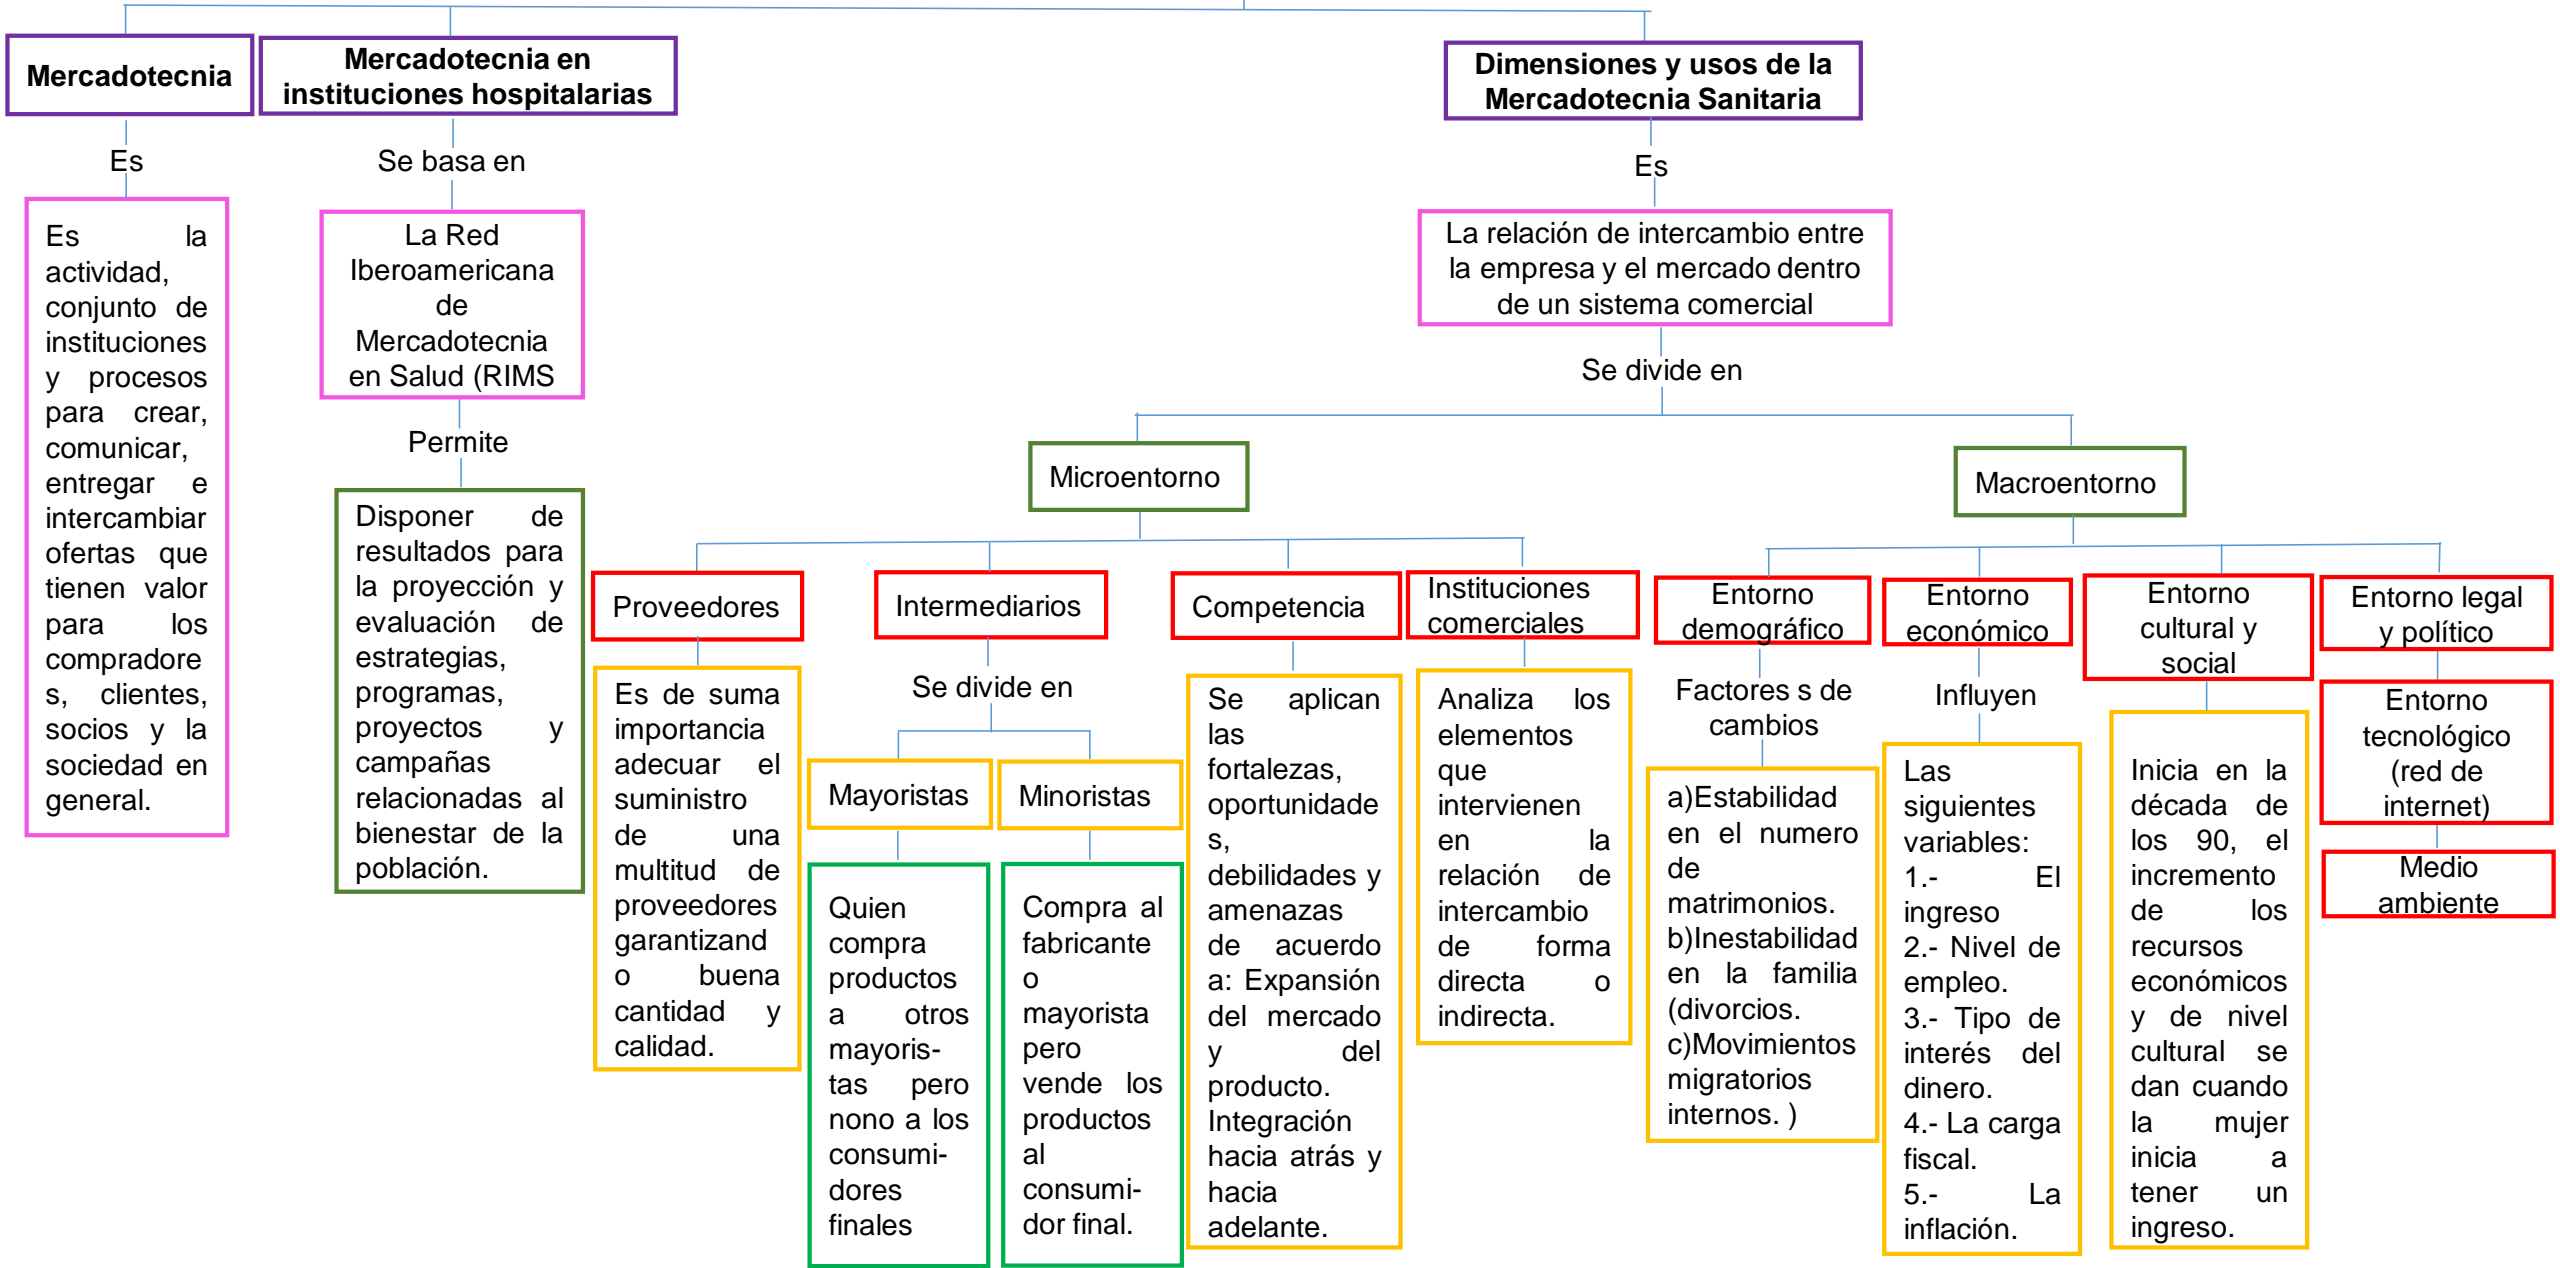 Mercadotecnia
Es
Es la
actividad,
conjunto de
instituciones
y procesos
para crear,
comunicar,
entregar e
intercambiar
ofertas que
tienen valor
para los
compradore
s, clientes,
socios y la
sociedad en
general.
Mercadotecnia en
instituciones hospitalarias
Se basa en
La Red
Iberoamericana
de
Mercadotecnia
en Salud (RIMS
Permite
Disponer de
resultados para
la proyección y
evaluación de
estrategias,
programas,
proyectos y
campañas
relacionadas al
bienestar de la
población.
Dimensiones y usos de la
Mercadotecnia Sanitaria
Es
La relación de intercambio entre
la empresa y el mercado dentro
de un sistema comercial
Se divide en
Microentorno
Proveedores
Es de suma
importancia
adecuar el
suministro
de una
multitud de
proveedores
garantizand
o buena
cantidad y
calidad.
Intermediarios
Se divide en
Mayoristas
Quien
compra
productos
a otros
mayoris-
tas pero
nono a los
consumi-
dores
finales
Minoristas
Compra al
fabricante
o
mayorista
pero
vende los
productos
al
consumi-
dor final.
Competencia
Se aplican
las
fortalezas,
oportunidade
s,
debilidades y
amenazas
de acuerdo
a: Expansión
del mercado
y del
producto.
Integración
hacia atrás y
hacia
adelante.
Instituciones
comerciales
Analiza los
elementos
que
intervienen
en la
relación de
intercambio
de forma
directa o
indirecta.
Macroentorno
Entorno
demográfico
Factores s de
cambios
a)Estabilidad
en el numero
de
matrimonios.
b)Inestabilidad
en la familia
(divorcios.
c)Movimientos
migratorios
internos. )
Entorno
económico
Influyen
Las
siguientes
variables:
1.- El
ingreso
2.- Nivel de
empleo.
3.- Tipo de
interés del
dinero.
4.- La carga
fiscal.
5.- La
inflación.
Entorno
cultural y
social
Inicia en la
década de
los 90, el
incremento
de los
recursos
económicos
y de nivel
cultural se
dan cuando
la mujer
inicia a
tener un
ingreso.
Entorno legal
y político
Entorno
tecnológico
(red de
internet)
Medio
ambiente